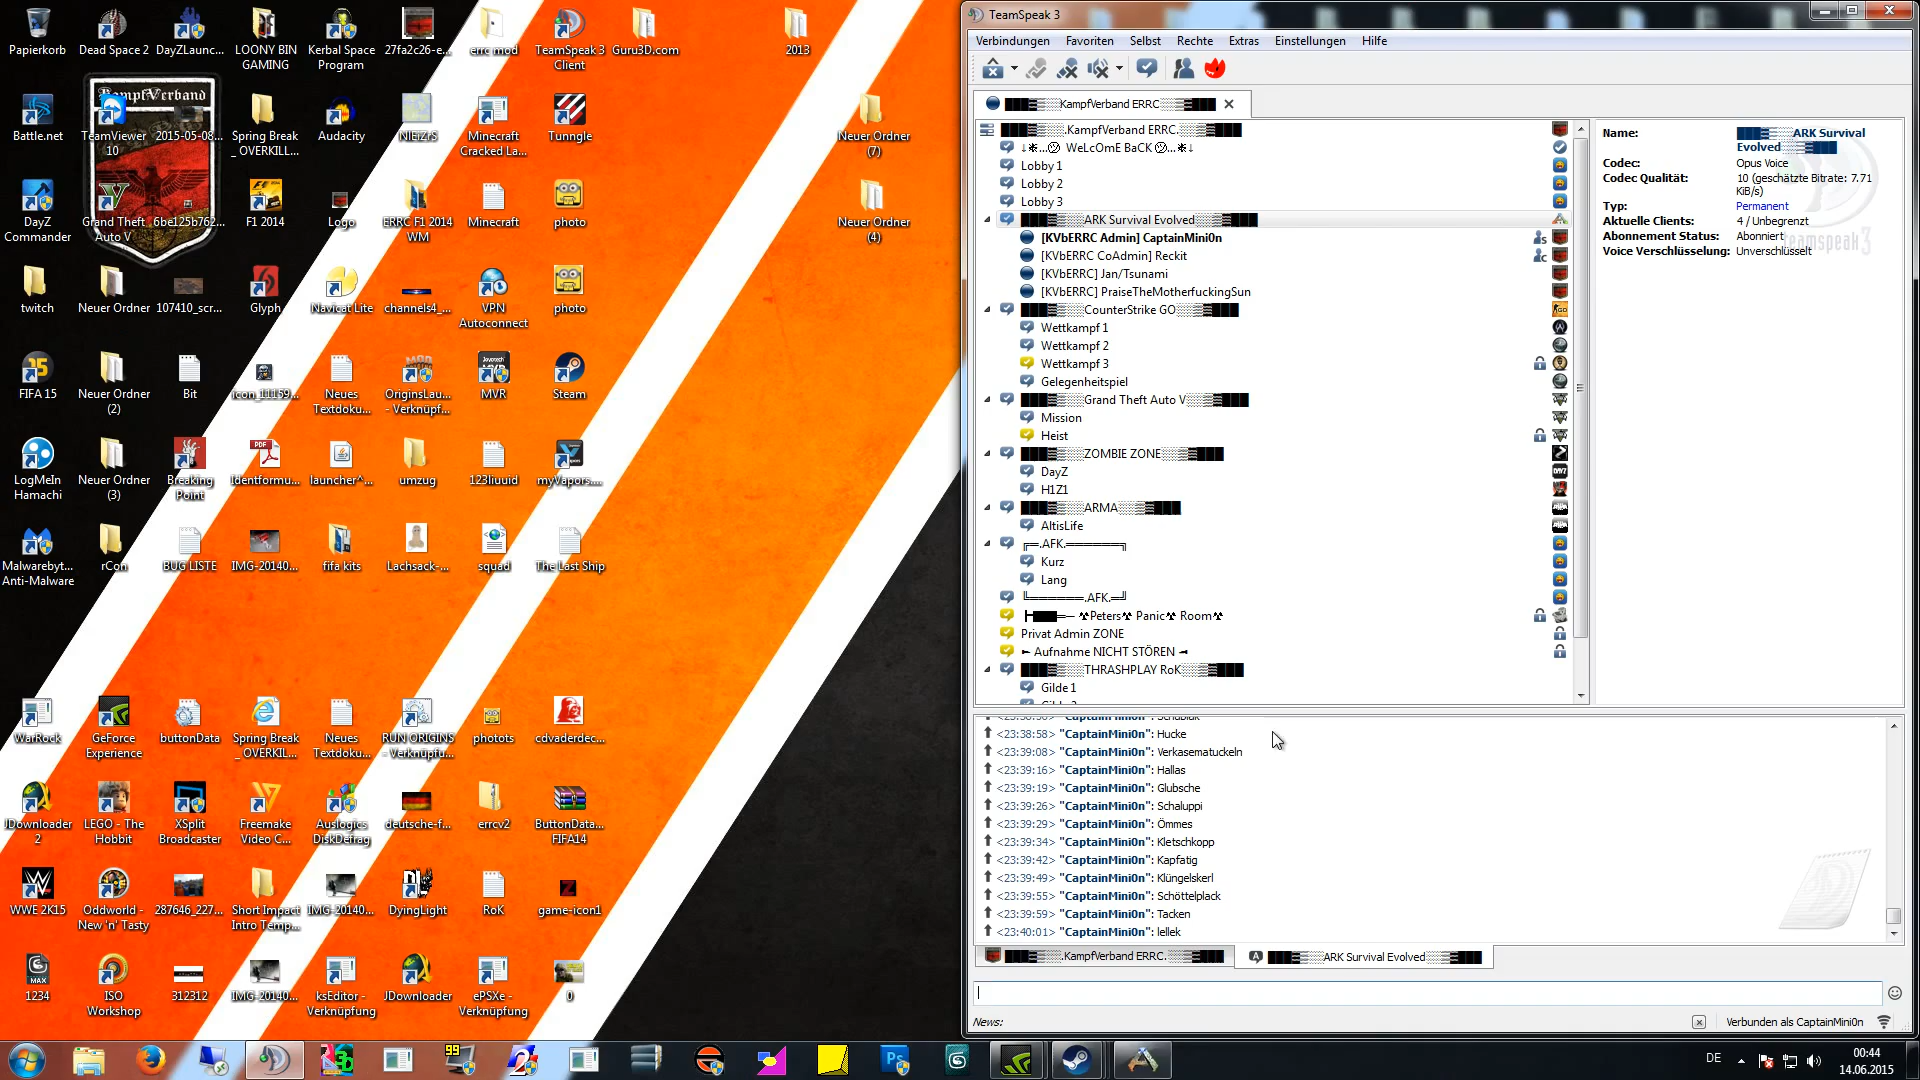 Papierkorb
Dead Space 2
DayZLaunc...
LOONY BIN
GAMING
Kerbal Space
Program
27fa2c26-e...
errc mod
TeamSpeak 3
Client
Guru3D.com
2013
KampfVerband
Battle.net
TeamViewer
10
2015-05-08...
Spring Break
_ OVERKILL...
Audacity
NIEiZrS
Minecraft
Cracked La...
Tunngle
Neuer Ordner
(7)
DayZ
Commander
Grand Theft
Auto V
6be125b762...
F1 2014
Logo
ERRC F1 2014
WM
Minecraft
photo
Neuer Ordner
(4)
twitch
Neuer Ordner
107410_scr...
Glyph
Navicat Lite
channels4_...
VPN
Autoconnect
photo
FIFA 15
Neuer Ordner
(2)
Bit
icon_11159...
Neues
Textdoku...
OriginsLau...
- Verknüpf...
MVR
Steam
LogMeIn
Hamachi
Neuer Ordner
(3)
Breaking
Point
Identformu...
launcher^...
umzug
123liuuid
myVapors....
Malwarebyt...
Anti-Malware
rCon
BUG LISTE
IMG-20140...
fifa kits
Lachsack-...
squad
The Last Ship
WarRock
GeForce
Experience
buttonData
Spring Break
_ OVERKIL...
Neues
Textdoku...
RUN ORIGINS
- Verknüpfu...
photots
cdvaderdec...
JDownloader
2
LEGO - The
Hobbit
XSplit
Broadcaster
Freemake
Video C...
Auslogics
DiskDefrag
deutsche-f...
errcv2
ButtonData...
FIFA14
WWE 2K15
Oddworld -
New 'n' Tasty
287646_227...
Short Impact
Intro Temp...
IMG-20140...
DyingLight
RoK
game-icon1
1234
ISO
Workshop
312312
IMG-20140...
ksEditor -
Verknüpfung
JDownloader
ePSXe -
Verknüpfung
0
TeamSpeak 3
Verbindungen Favoriten Selbst Rechte Extras Einstellungen Hilfe
███▓▒░░KampfVerband ERRC░░▒▓███
███▓▒░░.KampfVerband ERRC.░░▒▓███
↓※...☹ WeLcOmE BaCK ☹...※↓
Lobby 1
Lobby 2
Lobby 3
███▓▒░░ARK Survival Evolved░░▒▓███
[KVbERRC Admin] CaptainMini0n
[KVbERRC CoAdmin] Reckit
[KVbERRC] Jan/Tsunami
[KVbERRC] PraiseTheMotherfuckingSun
███▓▒░░CounterStrike GO░░▒▓███
Wettkampf 1
Wettkampf 2
Wettkampf 3
Gelegenheitspiel
███▓▒░░Grand Theft Auto V░░▒▓███
Mission
Heist
███▓▒░░ZOMBIE ZONE░░▒▓███
DayZ
H1Z1
███▓▒░░ARMA░░▒▓███
AltisLife
╔═.AFK.══════╗
Kurz
Lang
╚══════.AFK.═╝
┣▇▇▇═─ ☢Peters☢ Panic☢ Room☢
Privat Admin ZONE
► Aufnahme NICHT STÖREN ◄
███▓▒░░THRASHPLAY RoK░░▒▓███
Gilde 1
Name: ███▓▒░░ARK Survival
Evolved░░▒▓███
Codec: Opus Voice
Codec Qualität: 10 (geschätzte Bitrate: 7.71
KiB/s)
Typ: Permanent
Aktuelle Clients: 4 / Unbegrenzt
Abonnement Status: Abonniert
Voice Verschlüsselung: Unverschlüsselt
teamspeak 3
<23:38:58> "CaptainMini0n": Hucke
<23:39:08> "CaptainMini0n": Verkasematuckeln
<23:39:16> "CaptainMini0n": Hallas
<23:39:19> "CaptainMini0n": Glubsche
<23:39:26> "CaptainMini0n": Schaluppi
<23:39:29> "CaptainMini0n": Ömmes
<23:39:34> "CaptainMini0n": Kletschkopp
<23:39:42> "CaptainMini0n": Kapfatig
<23:39:49> "CaptainMini0n": Klüngelskerl
<23:39:55> "CaptainMini0n": Schöttelplack
<23:39:59> "CaptainMini0n": Tacken
<23:40:01> "CaptainMini0n": lellek
███▓▒░░.KampfVerband ERRC.░░▒▓███
███▓▒░░ARK Survival Evolved░░▒▓███
News:
Verbunden als CaptainMini0n
DE
00:44
14.06.2015